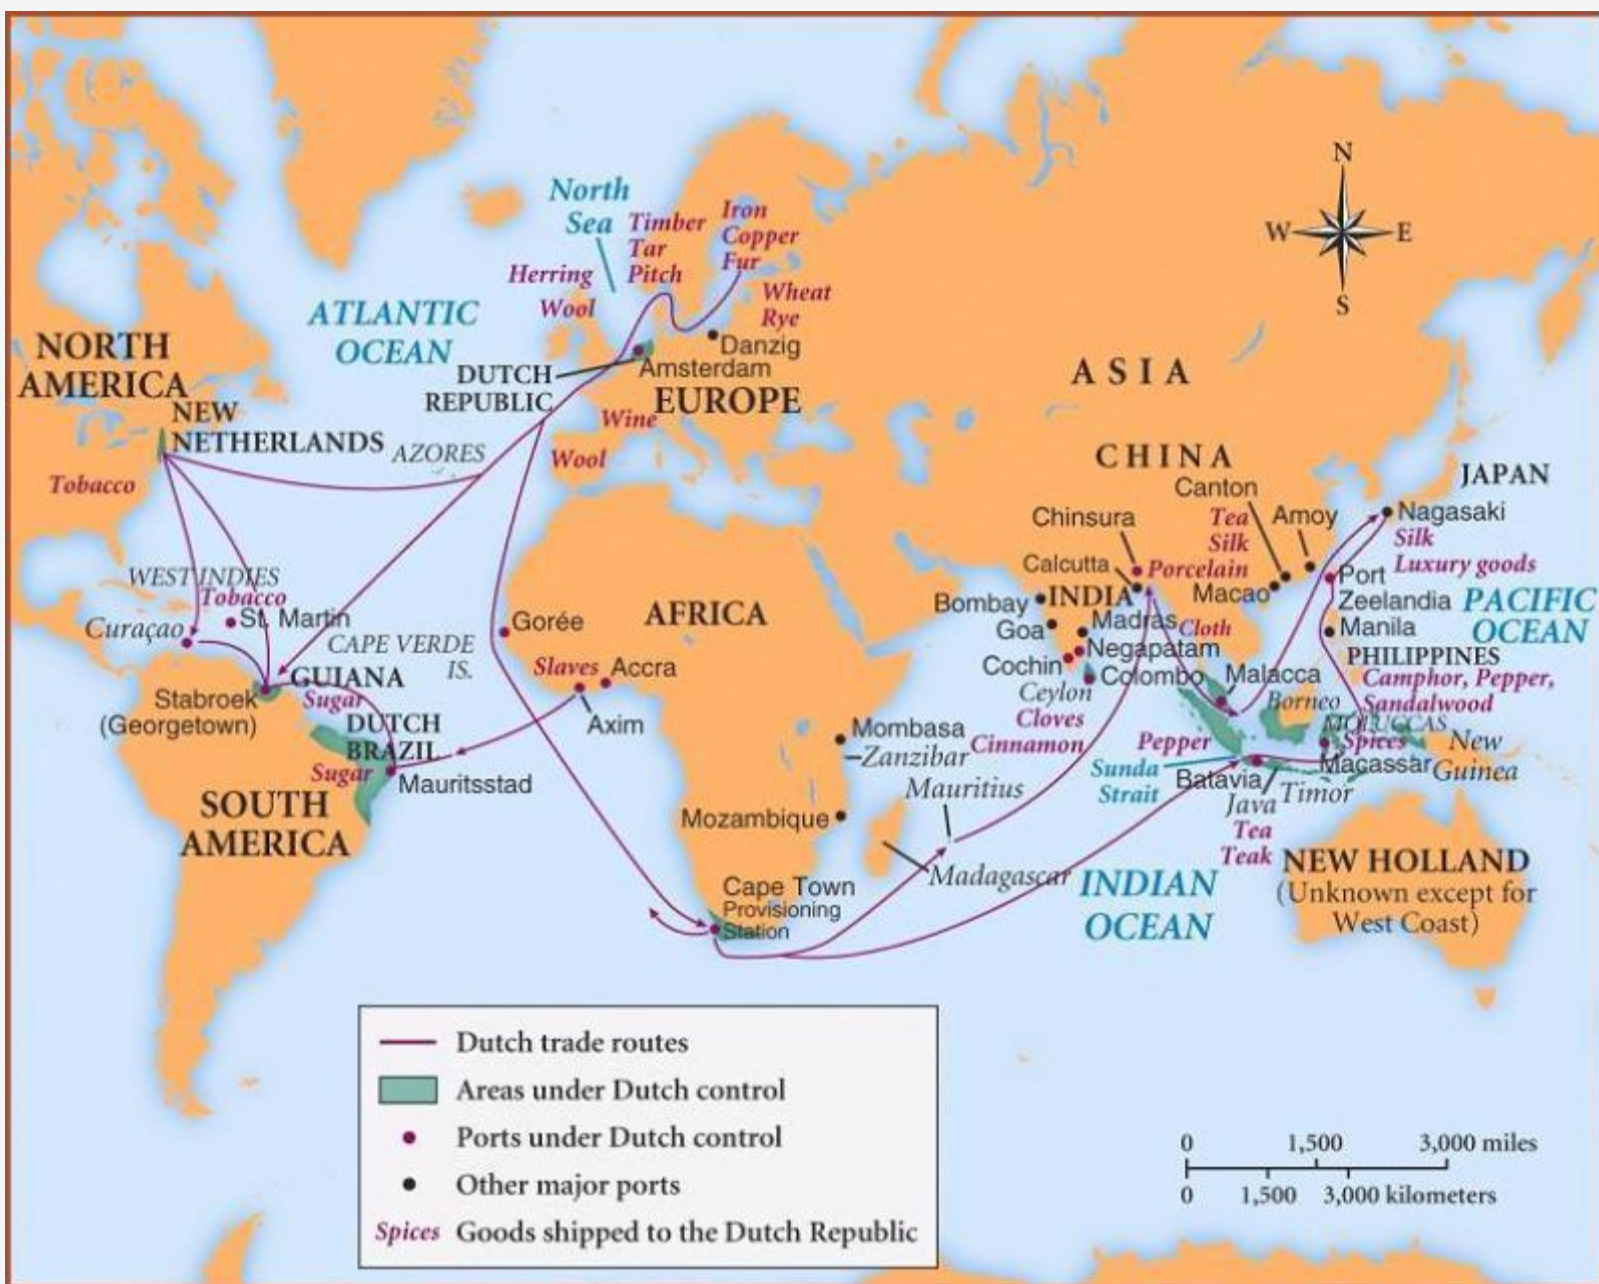 North
Sea
Timber
Tar
Pitch
Iron
Copper
Fur
Herring
Wool
Wheat
Rye
ATLANTIC
OCEAN
Danzig
Amsterdam
DUTCH
REPUBLIC
EUROPE
Wine
Wool
NORTH
AMERICA
NEW
NETHERLANDS
AZORES
Tobacco
WEST INDIES
Tobacco
St. Martin
Curaçao
CAPE VERDE
IS.
GUIANA
Sugar
Stabroek
(Georgetown)
DUTCH
BRAZIL
Sugar
Mauritsstad
SOUTH
AMERICA
AFRICA
Gorée
Slaves
Accra
Axim
Mombasa
Zanzibar
Mozambique
Mauritius
Madagascar
Cape Town
Provisioning
Station
N
W
E
S
ASIA
CHINA
Canton
Tea
Silk
Porcelain
Amoy
Macao
JAPAN
Nagasaki
Silk
Luxury goods
Port
Zeelandia
PACIFIC
OCEAN
Manila
PHILIPPINES
Camphor, Pepper,
Sandalwood
Chinsura
Calcutta
Bombay
INDIA
Goa
Madras
Cloth
Negapatam
Cochin
Colombo
Ceylon
Cloves
Cinnamon
Malacca
Borneo
MOLUCCAS
Spices
New
Guinea
Pepper
Sunda
Strait
Batavia
Macassar
Java
Timor
Tea
Teak
INDIAN
OCEAN
NEW HOLLAND
(Unknown except for
West Coast)
Dutch trade routes
Areas under Dutch control
Ports under Dutch control
Other major ports
Spices Goods shipped to the Dutch Republic
0 1,500 3,000 miles
0 1,500 3,000 kilometers